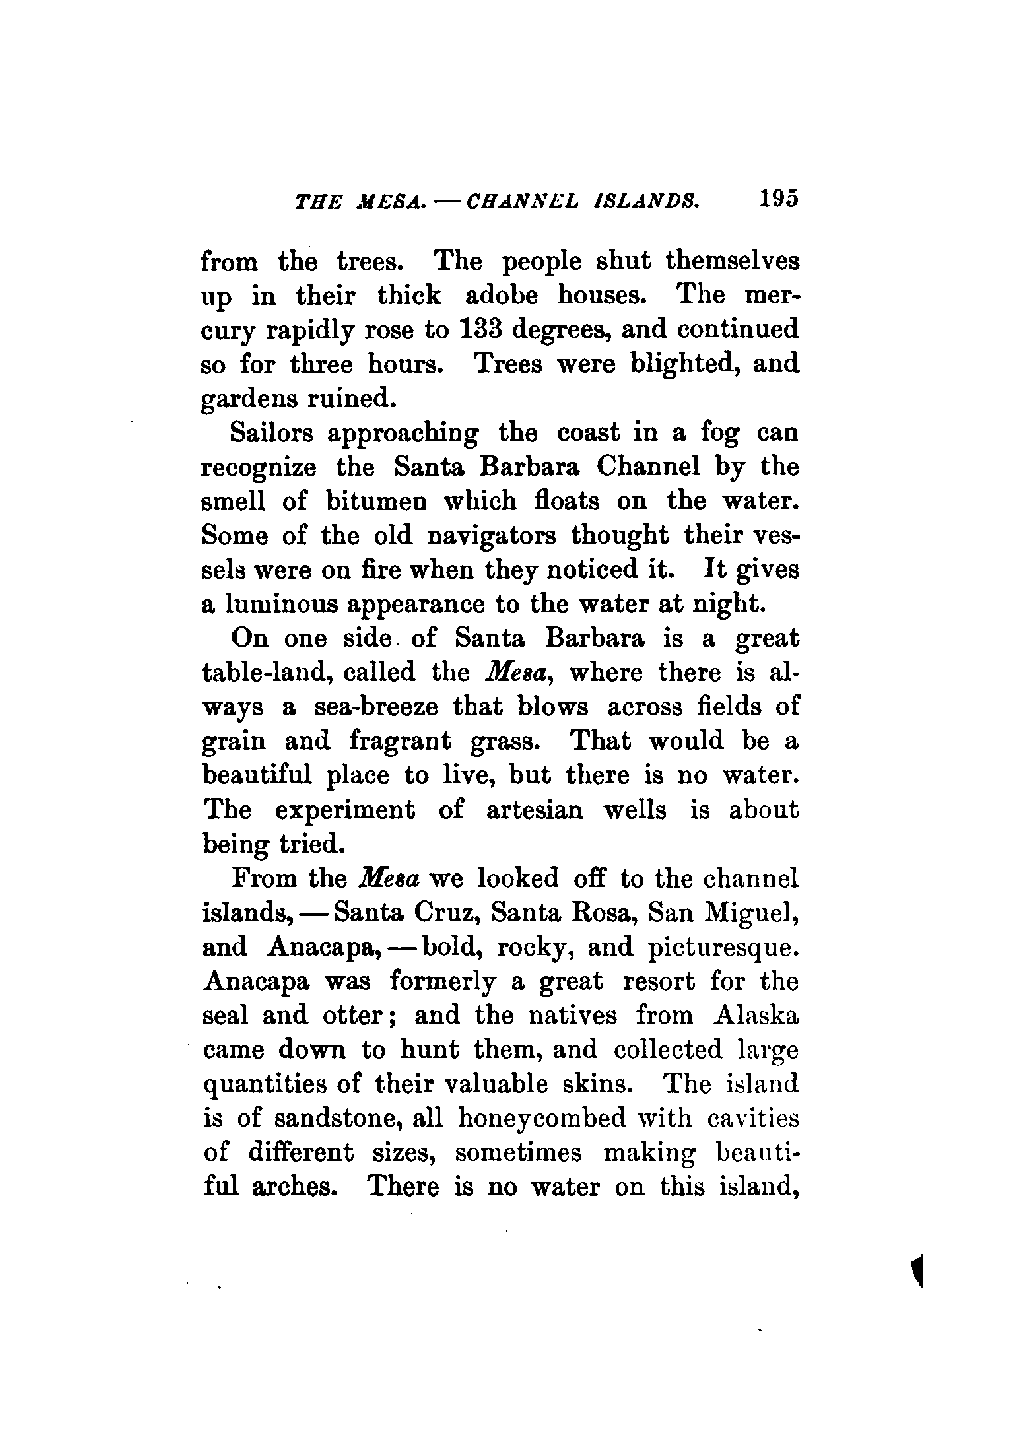 THE MESA. — CHANNEL ISLANDS. 195
from the trees. The people shut themselves
up in their thick adobe houses. The mer-
cury rapidly rose to 133 degrees, and continued
so for three hours. Trees were blighted, and
gardens ruined.
Sailors approaching the coast in a fog can
recognize the Santa Barbara Channel by the
smell of bitumen which floats on the water.
Some of the old navigators thought their ves-
sels were on fire when they noticed it. It gives
a luminous appearance to the water at night.
On one side of Santa Barbara is a great
table-land, called the Mesa, where there is al-
ways a sea-breeze that blows across fields of
grain and fragrant grass. That would be a
beautiful place to live, but there is no water.
The experiment of artesian wells is about
being tried.
From the Mesa we looked off to the channel
islands, — Santa Cruz, Santa Rosa, San Miguel,
and Anacapa, — bold, rocky, and picturesque.
Anacapa was formerly a great resort for the
seal and otter; and the natives from Alaska
came down to hunt them, and collected large
quantities of their valuable skins. The island
is of sandstone, all honeycombed with cavities
of different sizes, sometimes making beauti-
ful arches. There is no water on this island,